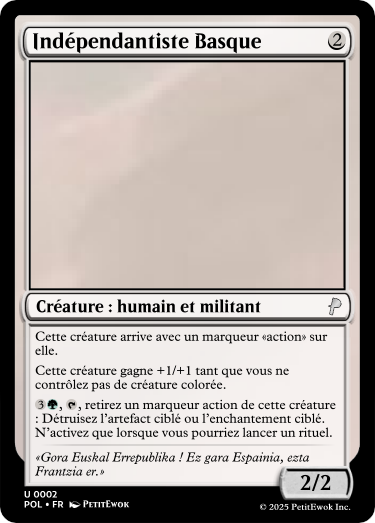 Indépendantiste Basque 2
Créature : humain et militant
Cette créature arrive avec un marqueur «action» sur
elle.
Cette créature gagne +1/+1 tant que vous ne
contrôlez pas de créature colorée.
3, , retirez un marqueur action de cette créature
: Détruisez l'artefact ciblé ou l'enchantement ciblé.
N'activez que lorsque vous pourriez lancer un rituel.
«Gora Euskal Errepublika ! Ez gara Espainia, ezta
Frantzia er.»
2/2
U 0002
POL • FR PetitEwok
© 2025 PetitEwok Inc.